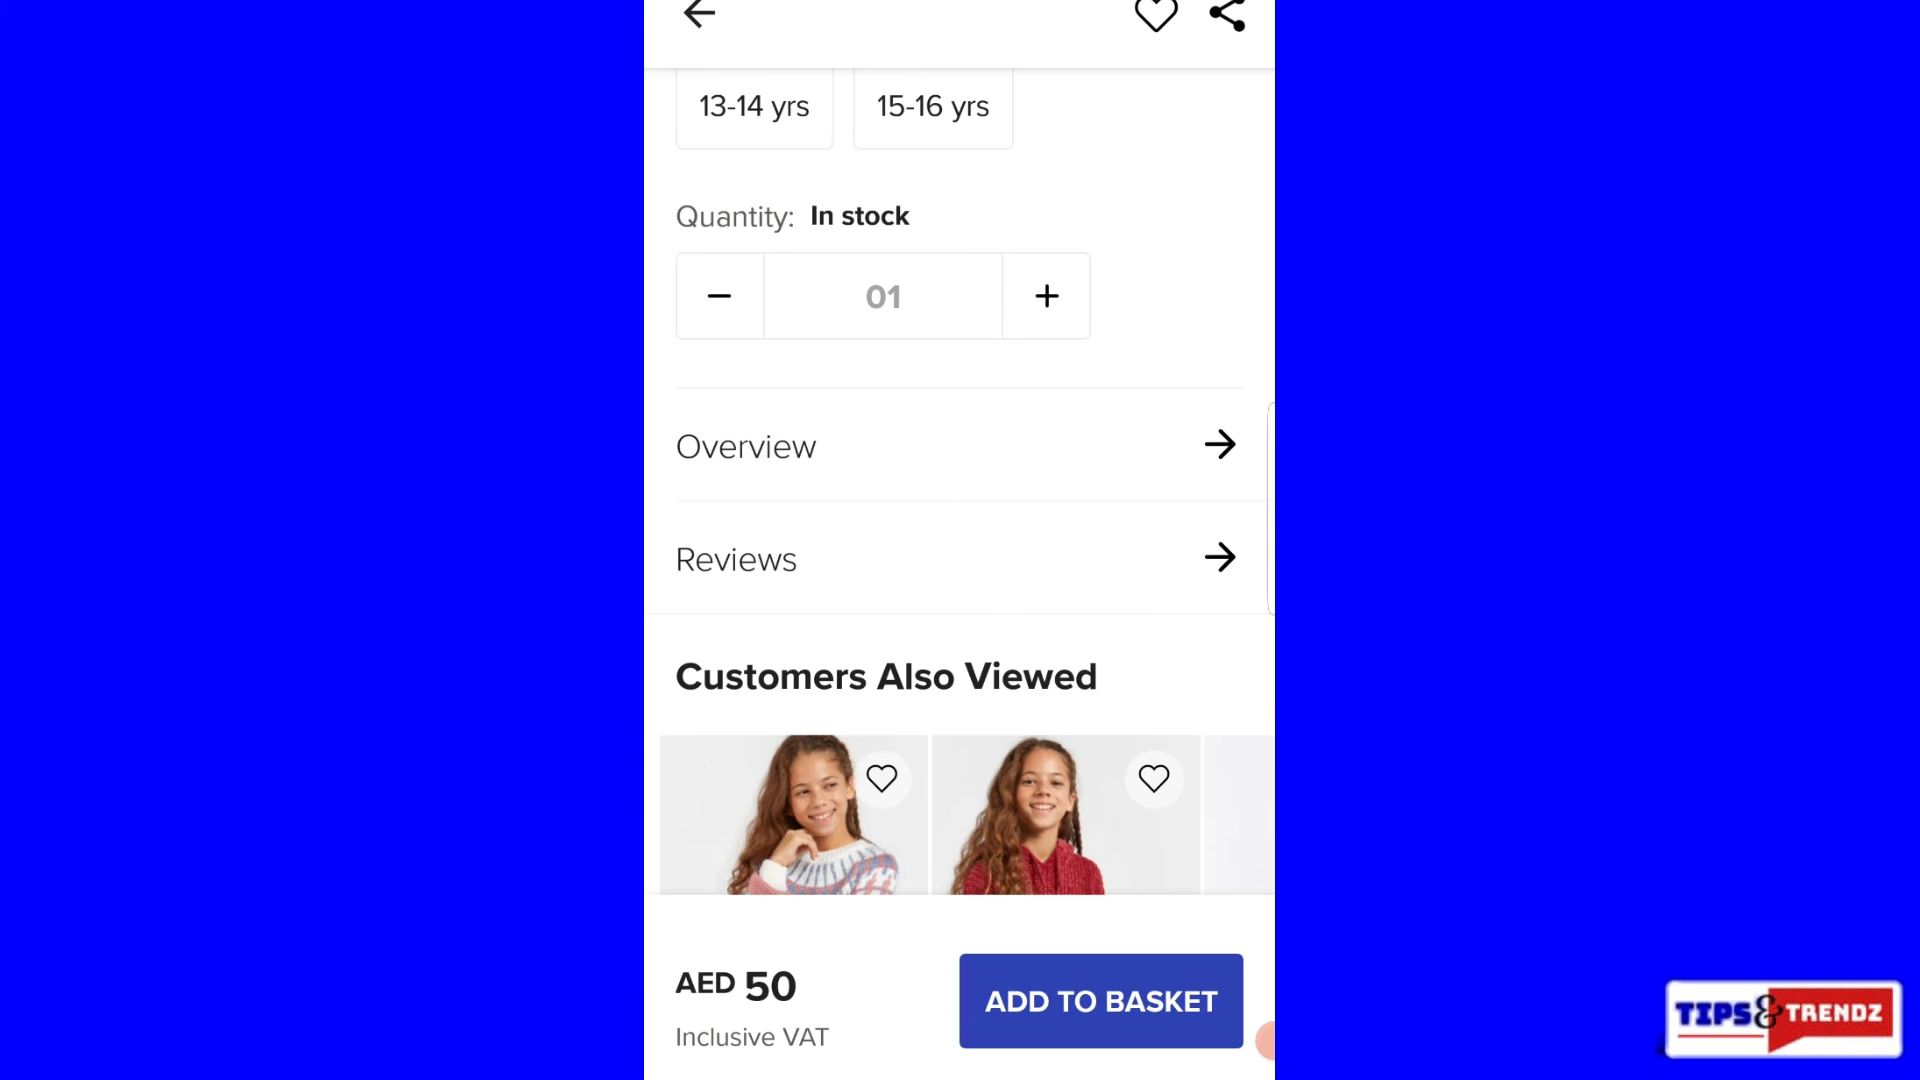 13-14 yrs 15-16 yrs
Quantity: In stock
− 01 +
Overview
Reviews
Customers Also Viewed
AED 50
Inclusive VAT
ADD TO BASKET
TIPS & TRENDZ